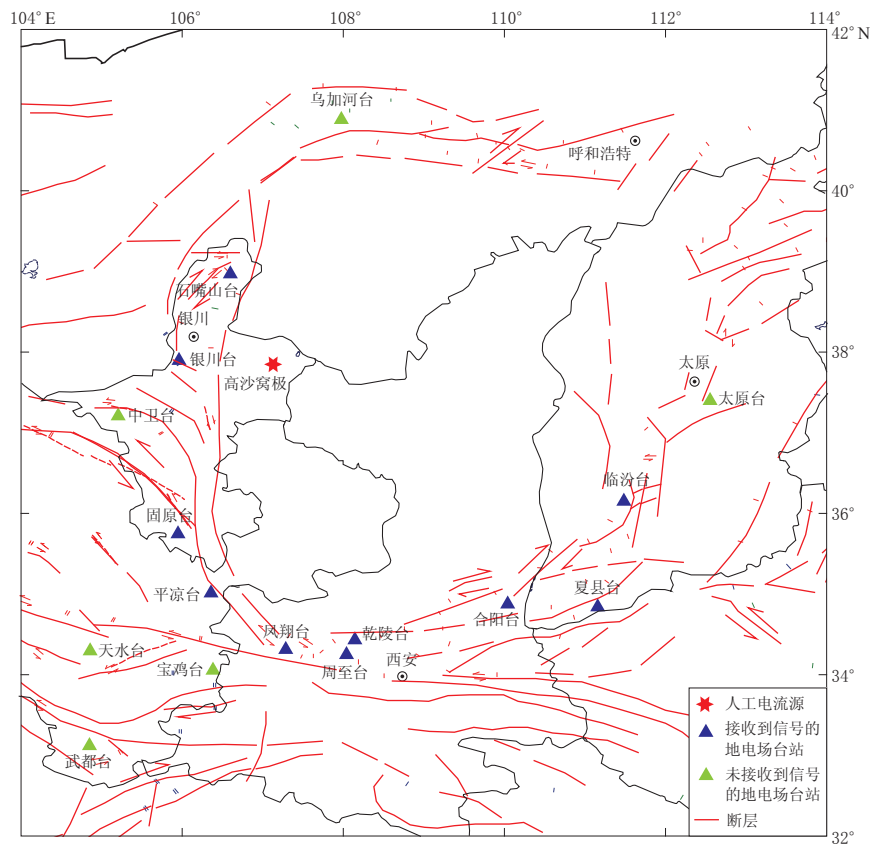 104° E
106°
108°
110°
112°
114°
42° N
乌加河台
呼和浩特
40°
石嘴山台
银川
银川台
高沙窝极
38°
太原
太原台
中卫台
临汾台
固原台
36°
平凉台
夏县台
合阳台
凤翔台
乾陵台
天水台
宝鸡台
周至台
西安
34°
武都台
人工电流源
接收到信号的
地电场台站
未接收到信号
的地电场台站
断层
32°